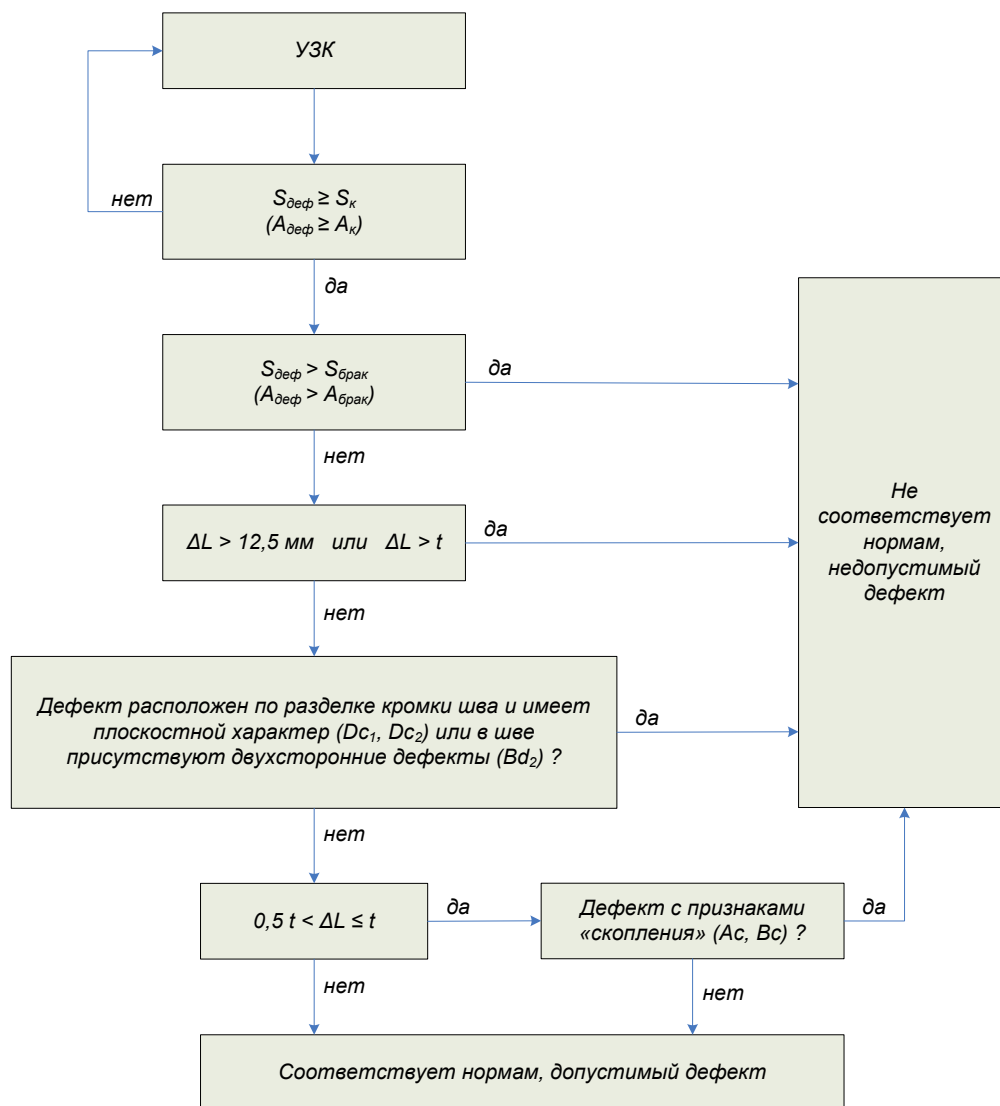 УЗК
нет
Sдеф ≥ Sк
(Aдеф ≥ Aк)
да
Sдеф > Sбрак
(Aдеф > Aбрак)
да
нет
ΔL > 12,5 мм или ΔL > t
да
Не
соответствует
нормам,
недопустимый
дефект
нет
Дефект расположен по разделке кромки шва и имеет
плоскостной характер (Dc₁, Dc₂) или в шве
присутствуют двухсторонние дефекты (Bd₂) ?
да
нет
0,5 t < ΔL ≤ t
да
Дефект с признаками
«скопления» (Ac, Bc) ?
да
нет
нет
Соответствует нормам, допустимый дефект